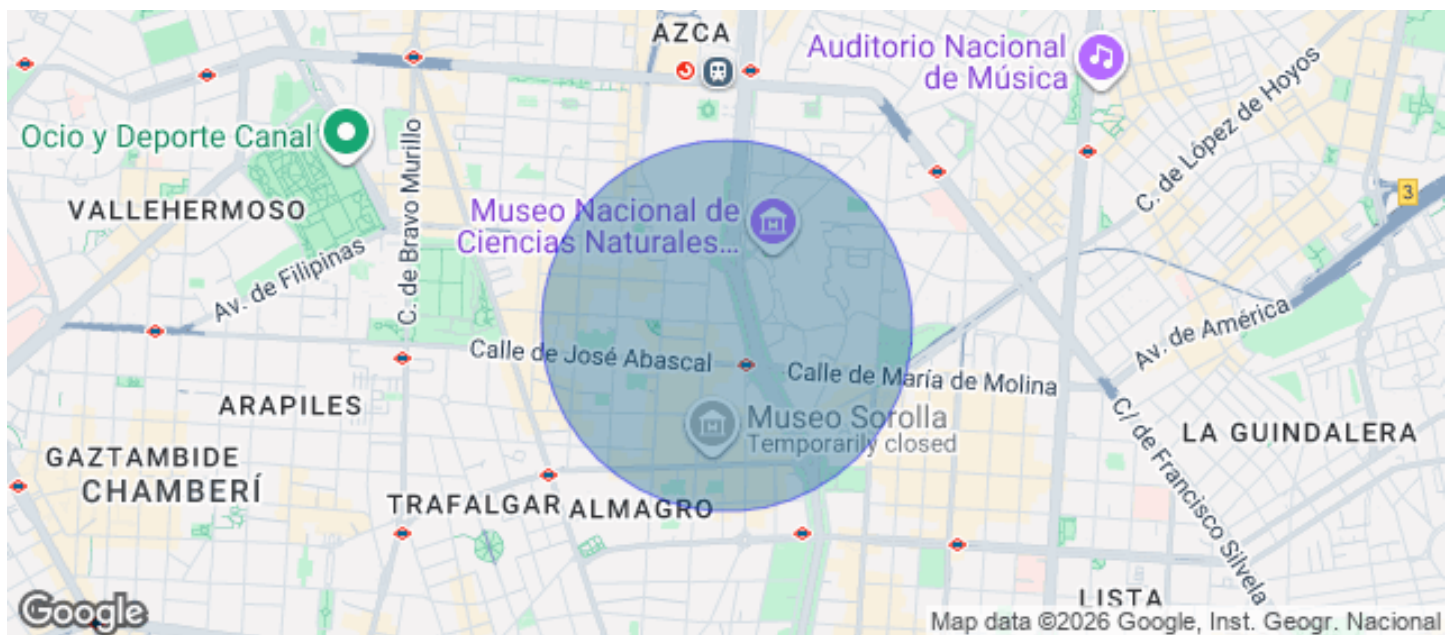 AZCA
Auditorio Nacional
de Música
Ocio y Deporte Canal
C. de López de Hoyos
3
VALLEHERMOSO
C. de Bravo Murillo
Museo Nacional de
Ciencias Naturales...
Av. de Filipinas
Av. de América
Calle de José Abascal
Calle de María de Molina
ARAPILES
Museo Sorolla
Temporarily closed
C/ de Francisco Silvela
LA GUINDALERA
GAZTAMBIDE
CHAMBERÍ
TRAFALGAR
ALMAGRO
LISTA
Google
Map data ©2026 Google, Inst. Geogr. Nacional